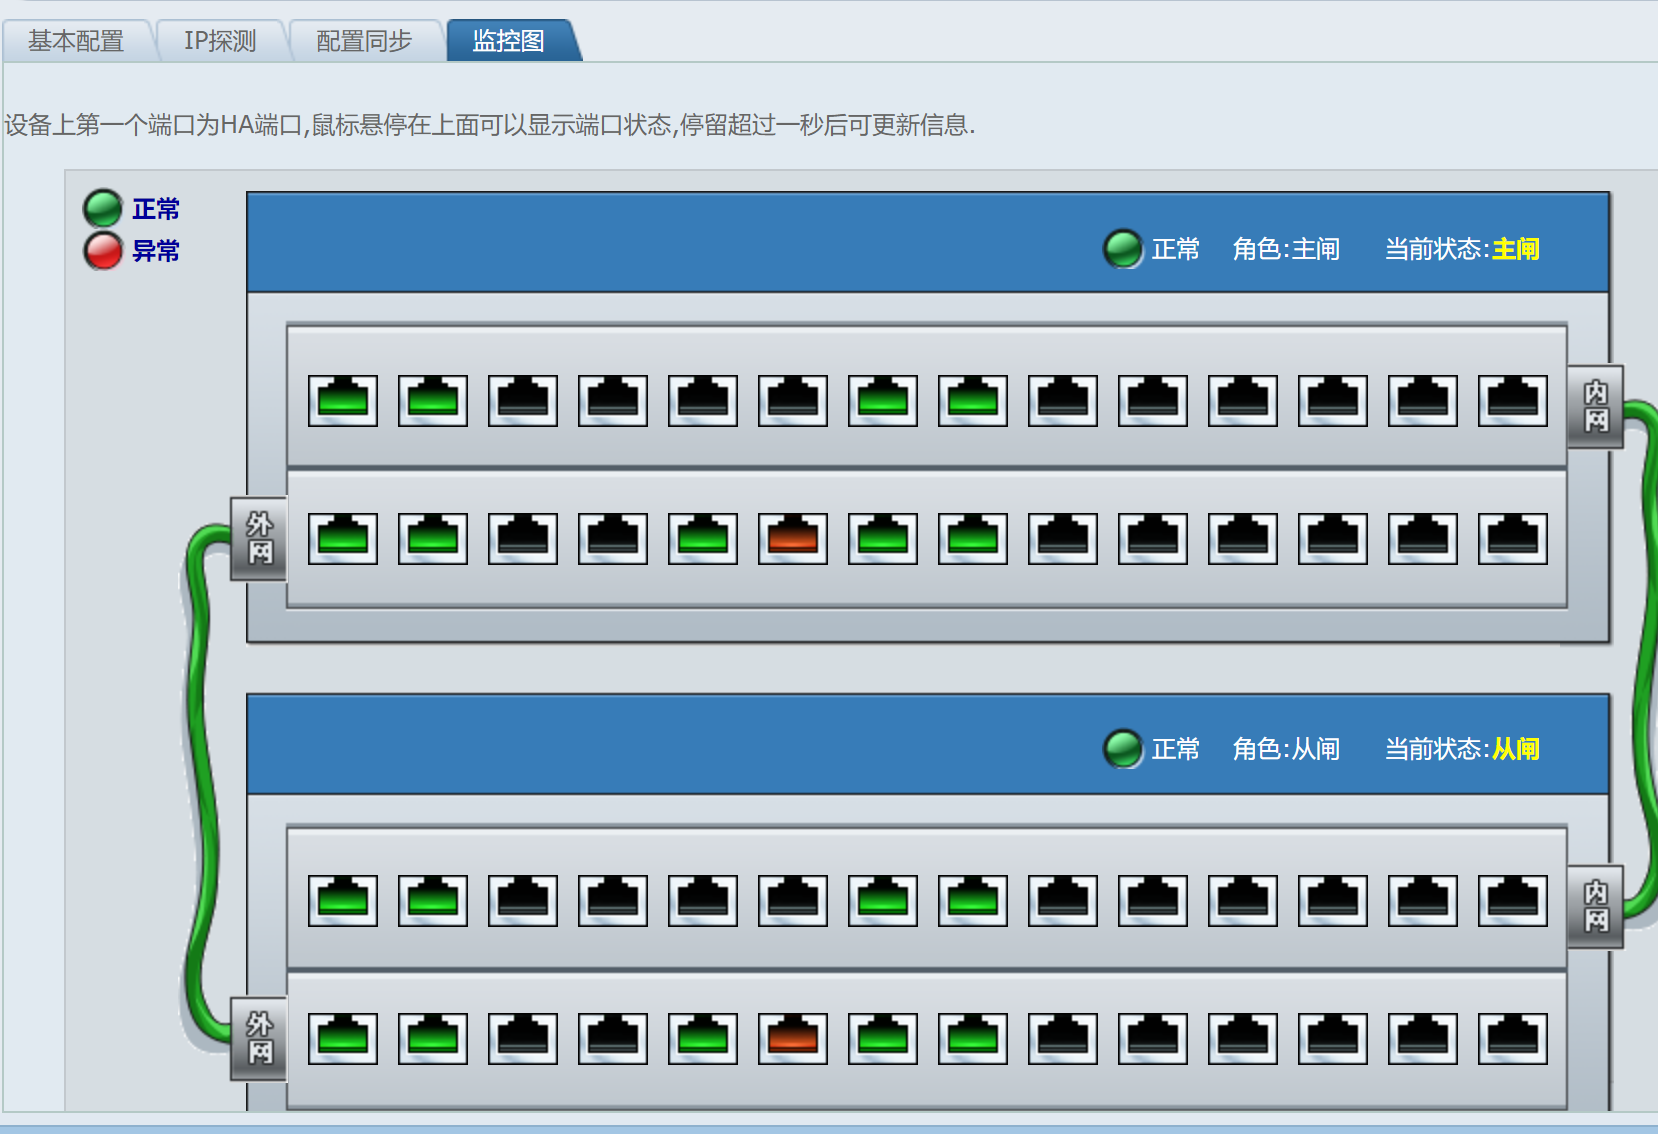 基本配置 IP探测 配置同步 监控图
设备上第一个端口为HA端口,鼠标悬停在上面可以显示端口状态,停留超过一秒后可更新信息.
正常
异常
正常 角色:主闸 当前状态:主闸
内网
外网
正常 角色:从闸 当前状态:从闸
内网
外网